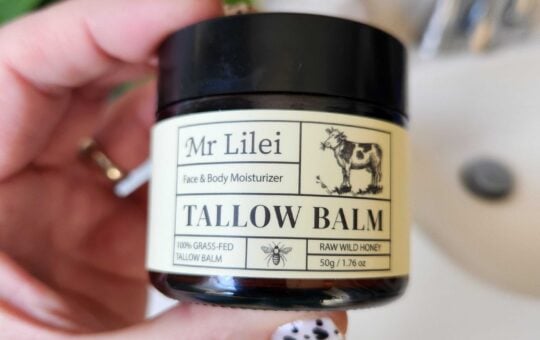 Mr Lilei
Face & Body Moisturizer
TALLOW BALM
100% GRASS-FED
TALLOW BALM
RAW WILD HONEY
50g / 1.76 oz